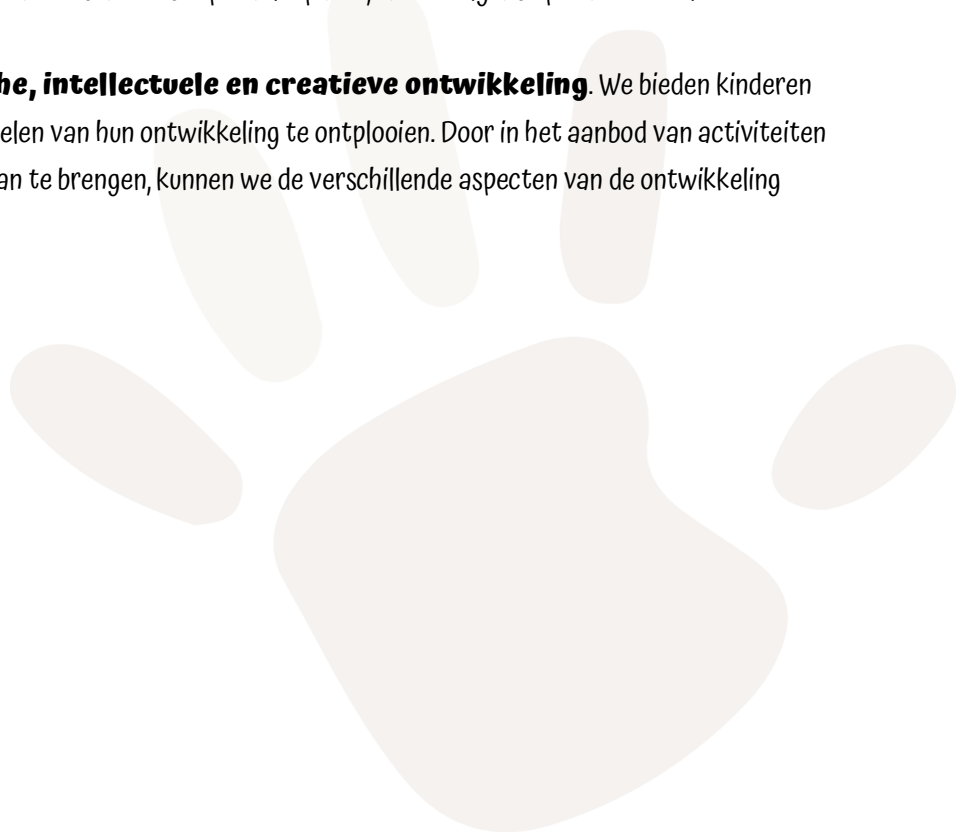 he, intellectuele en creatieve ontwikkeling. We bieden kinderen
elen van hun ontwikkeling te ontplooien. Door in het aanbod van activiteiten
an te brengen, kunnen we de verschillende aspecten van de ontwikkeling